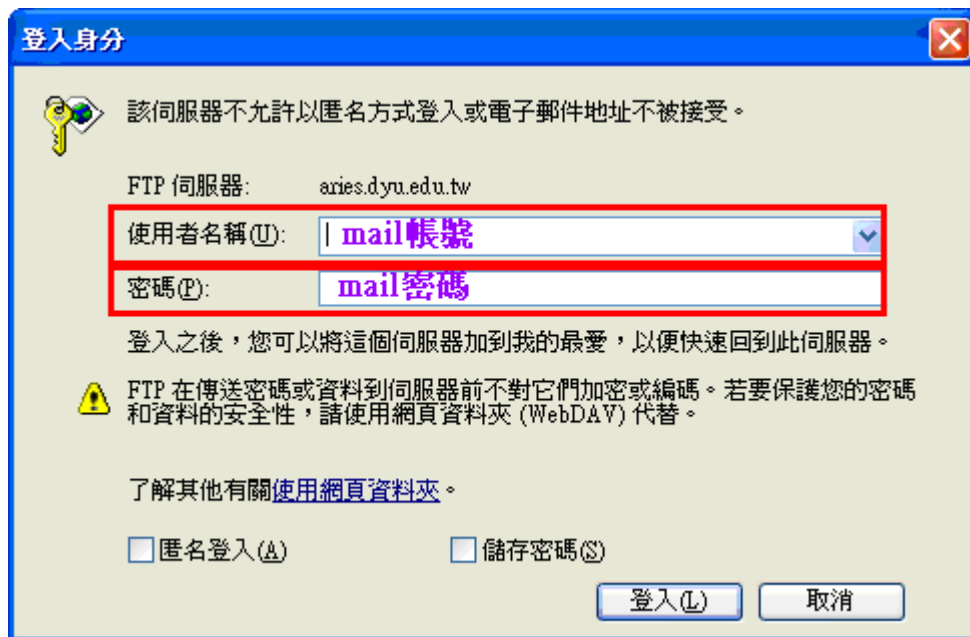 登入身分
該伺服器不允許以匿名方式登入或電子郵件地址不被接受。
FTP 伺服器: aries.dyu.edu.tw
使用者名稱(U): mail帳號
密碼(P): mail密碼
登入之後，您可以將這個伺服器加到我的最愛，以便快速回到此伺服器。
FTP 在傳送密碼或資料到伺服器前不對它們加密或編碼。若要保護您的密碼
和資料的安全性，請使用網頁資料夾 (WebDAV) 代替。
了解其他有關使用網頁資料夾。
匿名登入(A) 儲存密碼(S)
登入(L) 取消